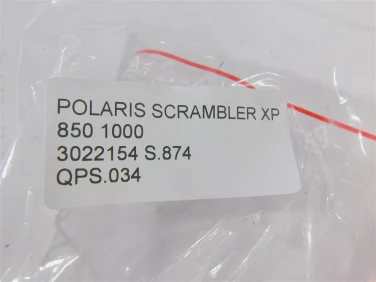 POLARIS SCRAMBLER XP
850 1000
3022154 S.874
QPS.034